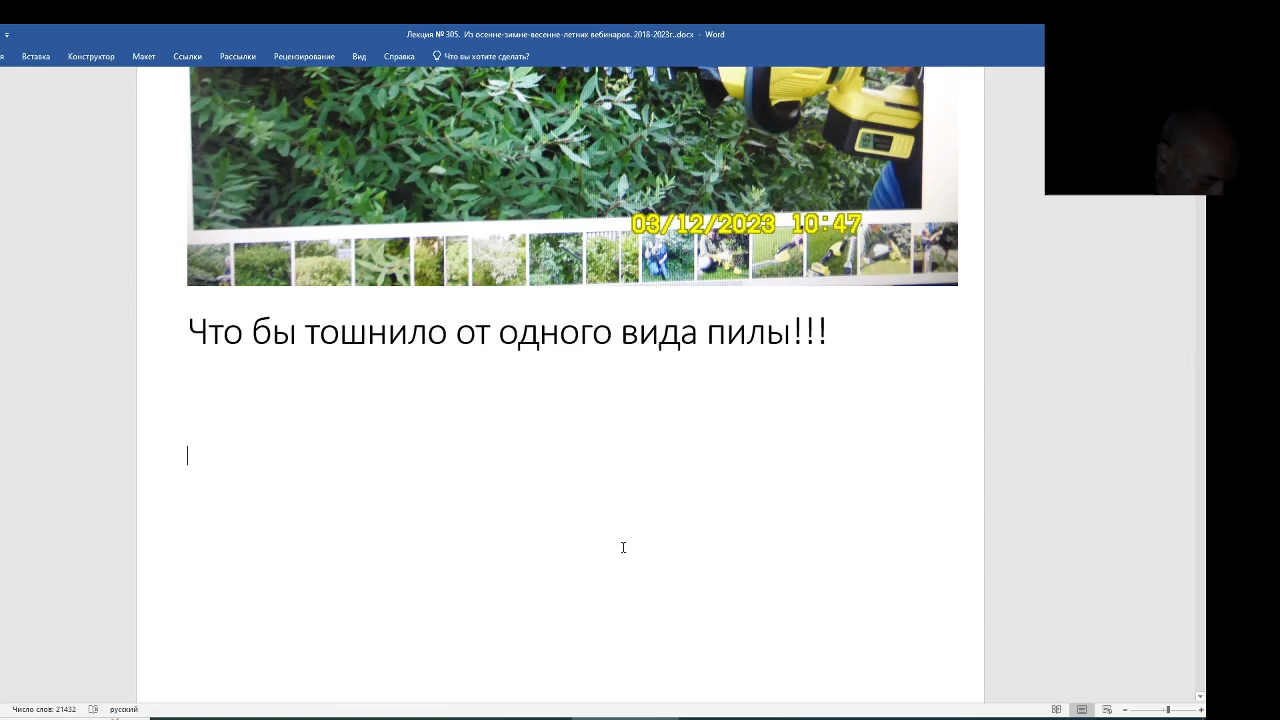 Лекция № 305. Из осенне-зимне-весенне-летних вебинаров. 2018-2023г..docx - Word
я Вставка Конструктор Макет Ссылки Рассылки Рецензирование Вид Справка Что вы хотите сделать?
03/12/2023 10:47
Что бы тошнило от одного вида пилы!!!
Число слов: 21432 русский